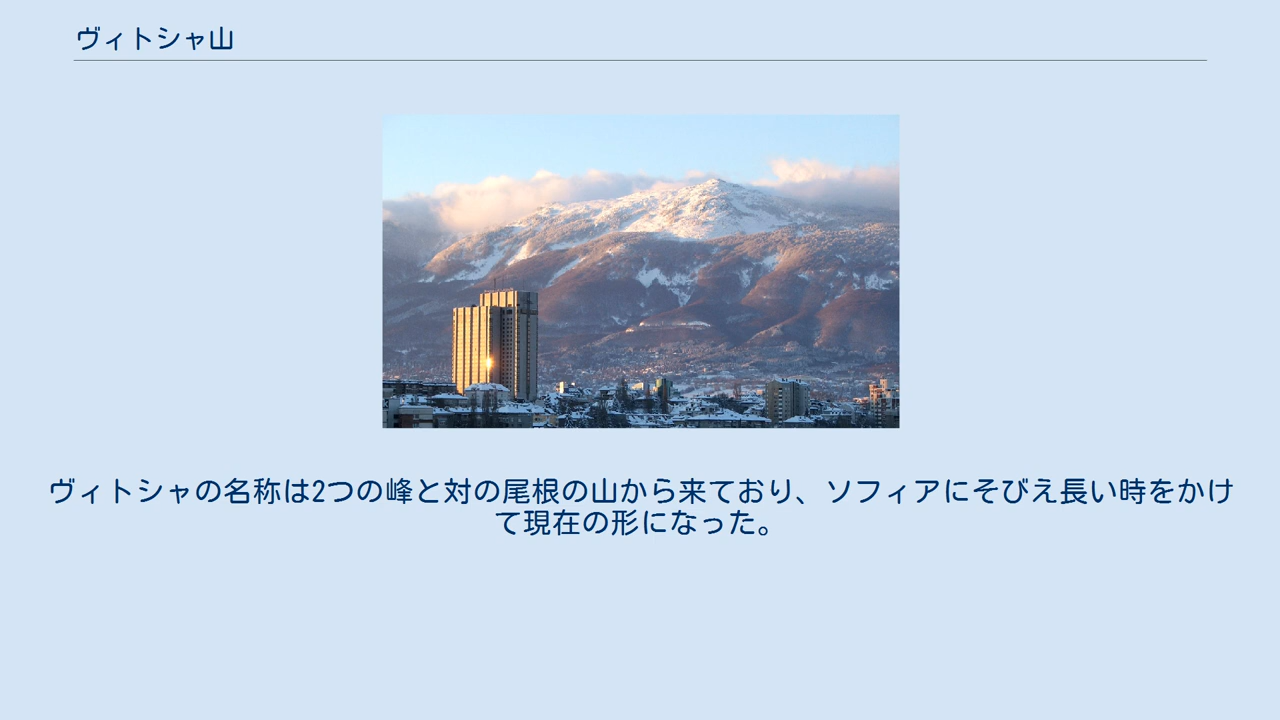 ヴィトシャ山
ヴィトシャの名称は2つの峰と対の尾根の山から来ており、ソフィアにそびえ長い時をかけ
て現在の形になった。